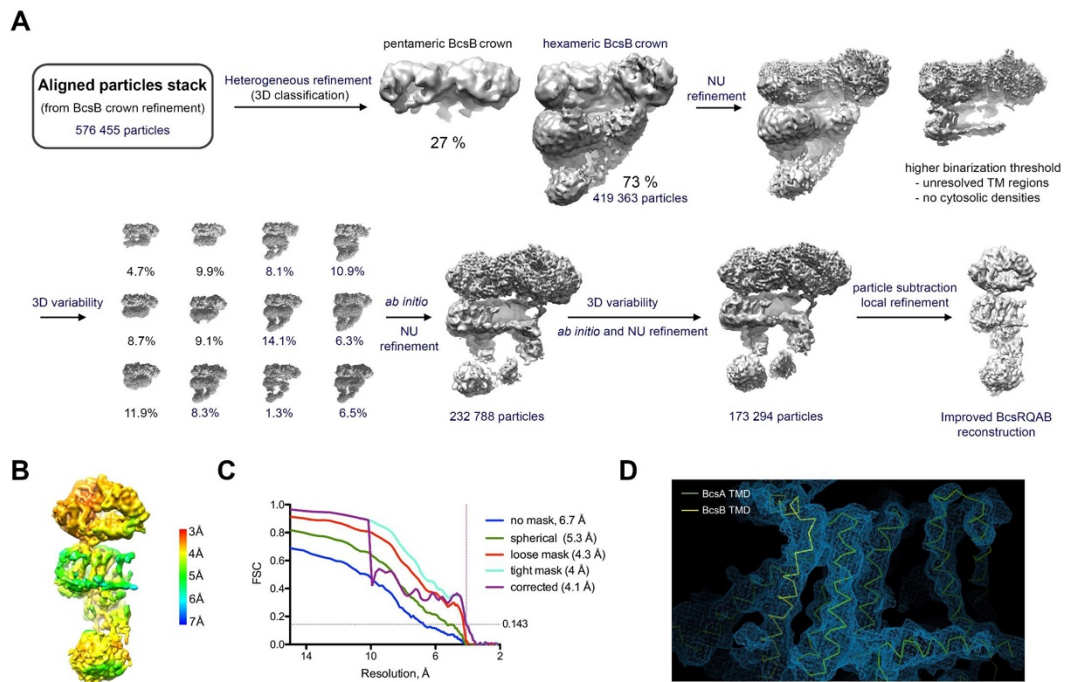 A
Aligned particles stack
(from BcsB crown refinement)
576 455 particles
Heterogeneous refinement
(3D classification)
pentameric BcsB crown
27 %
hexameric BcsB crown
73 %
419 363 particles
NU
refinement
higher binarization threshold
- unresolved TM regions
- no cytosolic densities
3D variability
4.7%
9.9%
8.1%
10.9%
8.7%
9.1%
14.1%
6.3%
11.9%
8.3%
1.3%
6.5%
ab initio
NU
refinement
232 788 particles
3D variability
ab initio and NU refinement
173 294 particles
particle subtraction
local refinement
Improved BcsRQAB
reconstruction
B
3Å
4Å
5Å
6Å
7Å
C
FSC
1.0
0.8
0.6
0.4
0.2
0.0
14
10
6
2
Resolution, Å
no mask, 6.7 Å
spherical (5.3 Å)
loose mask (4.3 Å)
tight mask (4 Å)
corrected (4.1 Å)
0.143
D
BcsA TMD
BcsB TMD